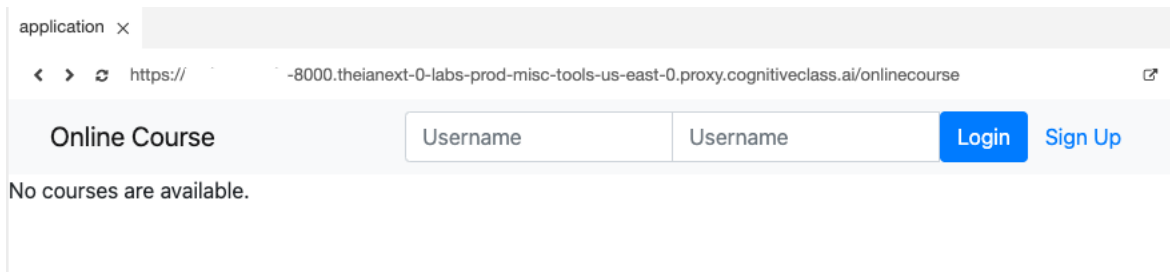 application ×
https:// -8000.theianext-0-labs-prod-misc-tools-us-east-0.proxy.cognitiveclass.ai/onlinecourse
Online Course Username Username Login Sign Up
No courses are available.